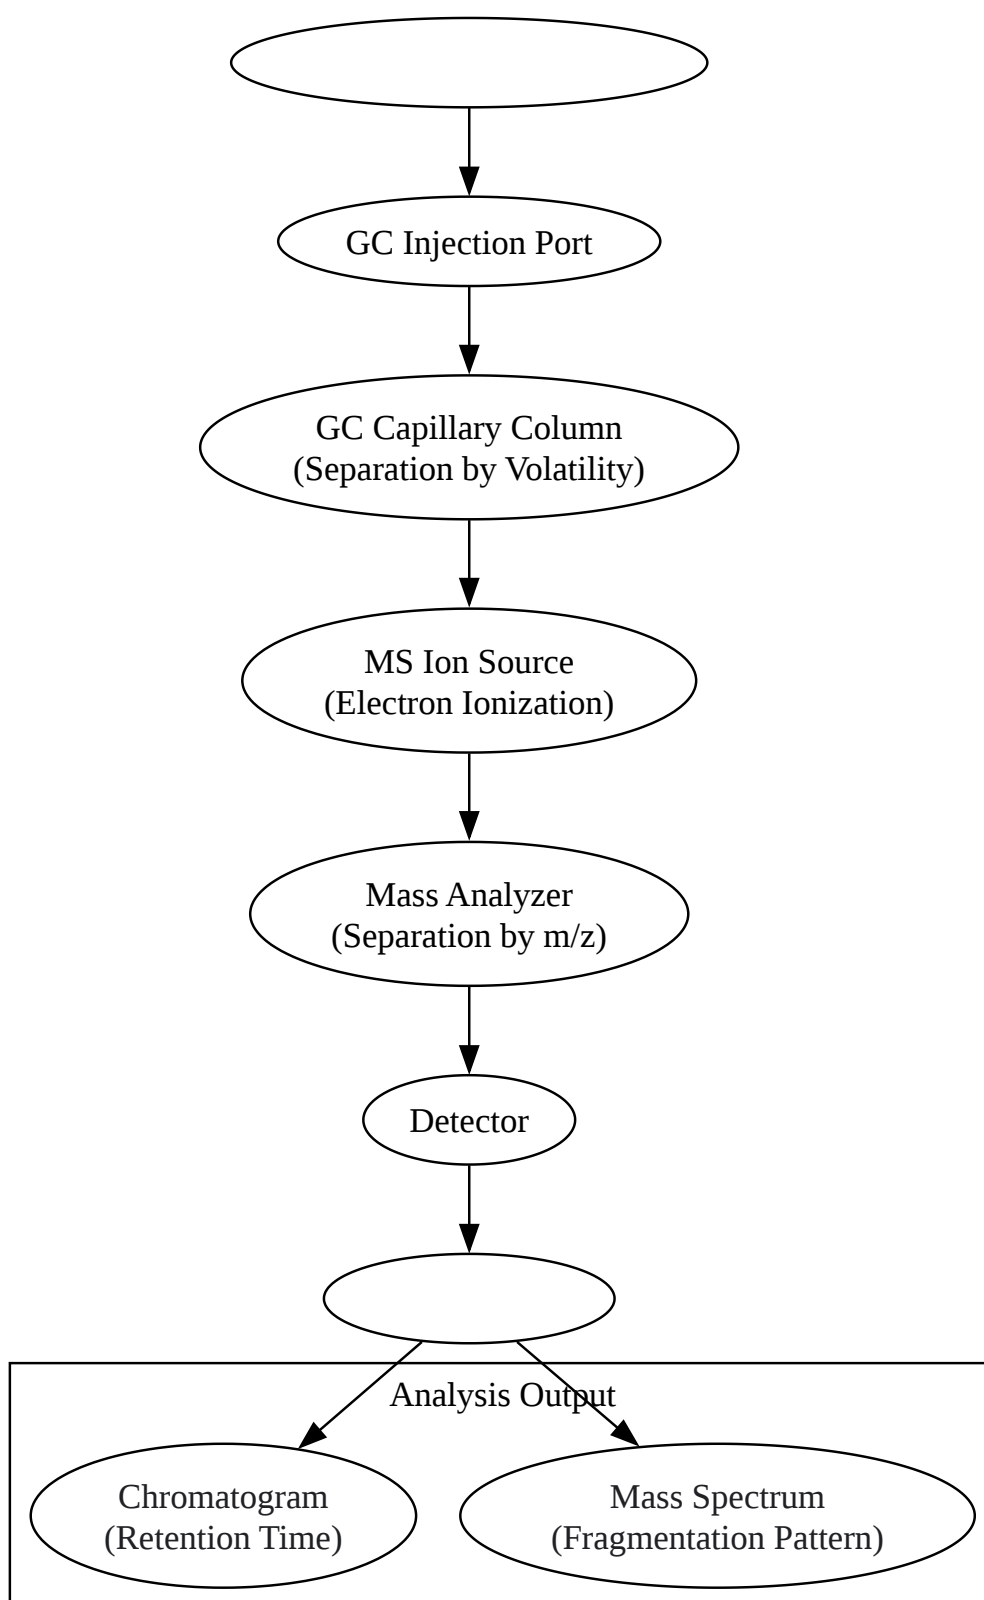 GC Injection Port
GC Capillary Column
(Separation by Volatility)
MS Ion Source
(Electron Ionization)
Mass Analyzer
(Separation by m/z)
Detector
Analysis Output
Chromatogram
(Retention Time)
Mass Spectrum
(Fragmentation Pattern)